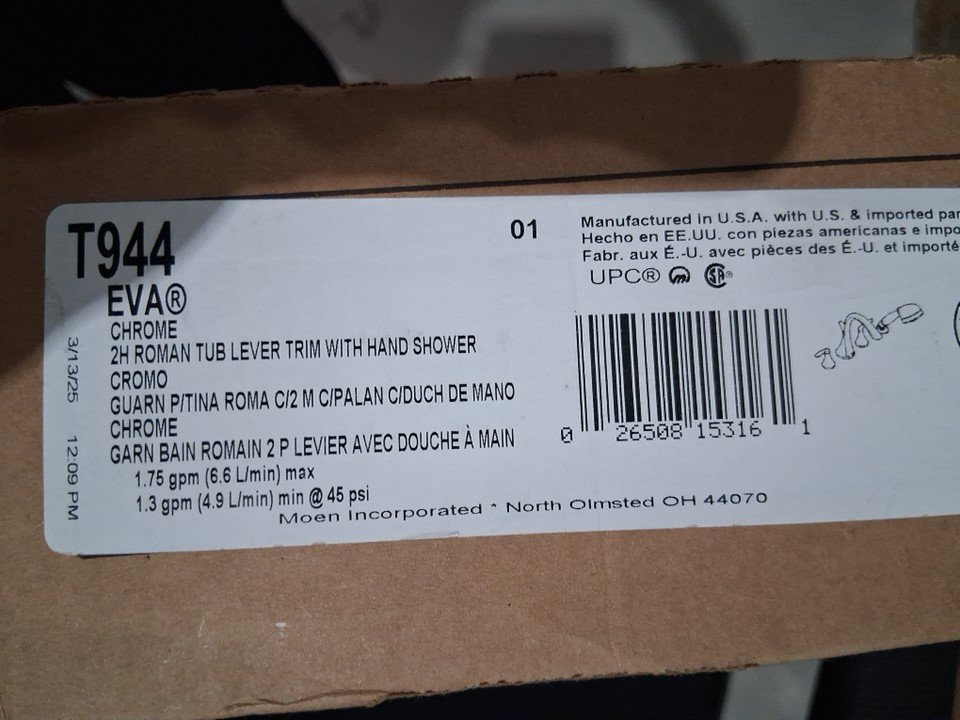 T944
EVA®
CHROME
2H ROMAN TUB LEVER TRIM WITH HAND SHOWER
CROMO
GUARN P/TINA ROMA C/2 M C/PALAN C/DUCH DE MANO
CHROME
GARN BAIN ROMAIN 2 P LEVIER AVEC DOUCHE À MAIN
1.75 gpm (6.6 L/min) max
1.3 gpm (4.9 L/min) min @ 45 psi
Moen Incorporated * North Olmsted OH 44070
3/13/25 12:09 PM
01
Manufactured in U.S.A. with U.S. & imported
Hecho en EE.UU. con piezas americanas e
Fabr. aux É.-U. avec pièces des É.-U. et
UPC® SA®
0 26508 15316 1